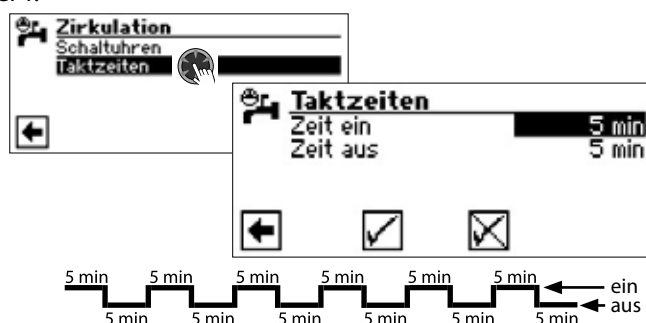 Zirkulation
Schaltuhren
Taktzeiten
Taktzeiten
Zeit ein 5 min
Zeit aus 5 min
5 min 5 min 5 min 5 min 5 min 5 min ein
5 min 5 min 5 min 5 min 5 min 5 min aus